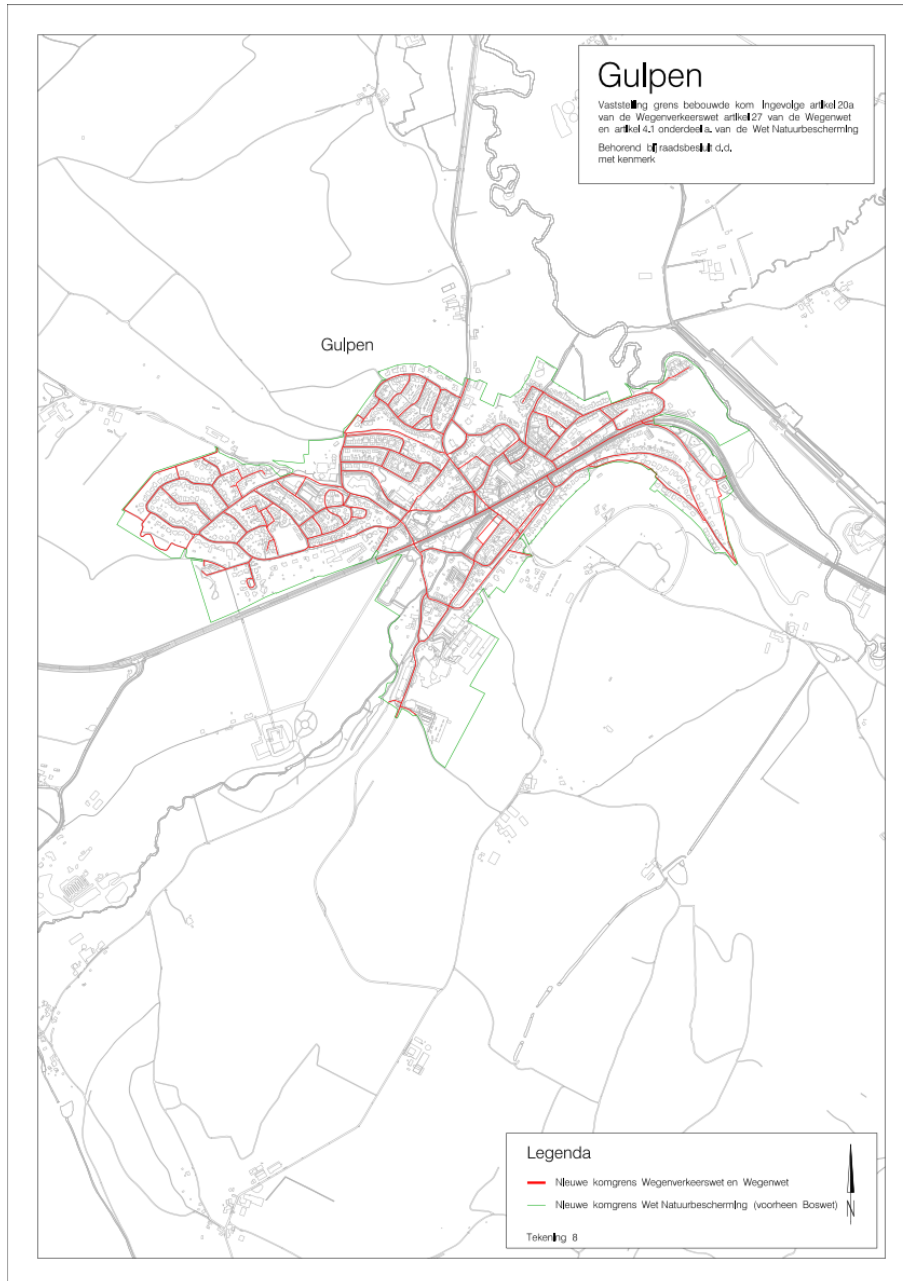 Gulpen
Vaststelling grens bebouwde kom ingevolge artikel 20a
van de Wegenverkeerswet artikel 27 van de Wegenwet
en artikel 4.1 onderdeel a. van de Wet Natuurbescherming
Behorend bij raadsbesluit d.d.
met kenmerk
Gulpen
Legenda
Nieuwe komgrens Wegenverkeerswet en Wegenwet
Nieuwe komgrens Wet Natuurbescherming (voorheen Boswet)
N
Tekening 8